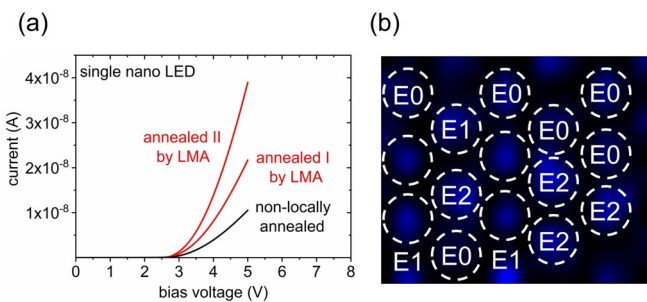 (a)
(b)
single nano LED
annealed II
by LMA
annealed I
by LMA
non-locally
annealed
4x10⁻⁸
3x10⁻⁸
2x10⁻⁸
1x10⁻⁸
current (A)
0 1 2 3 4 5 6 7 8
bias voltage (V)
E0 E0 E0
E1 E0
E0
E2 E2
E2 E2
E1 E0 E1